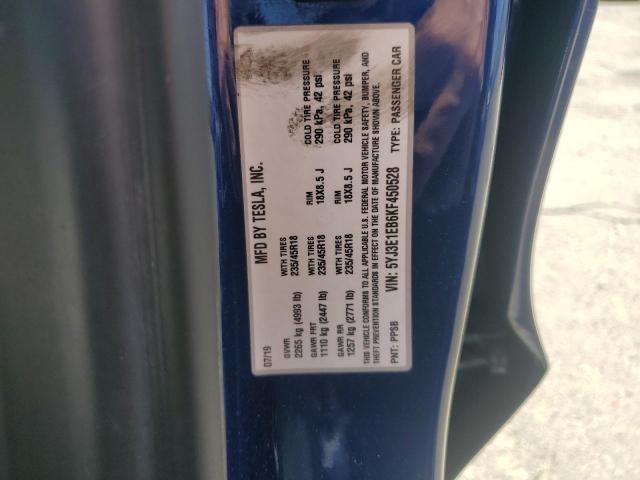 07/19 MFD BY TESLA, INC.
GVWR WITH TIRES RIM COLD TIRE PRESSURE
2265 kg (4993 lb) 235/45R18 18X8.5 J 290 kPa, 42 psi
GAWR FRT WITH TIRES RIM COLD TIRE PRESSURE
1110 kg (2447 lb) 235/45R18 18X8.5 J 290 kPa, 42 psi
GAWR RR WITH TIRES
1257 kg (2771 lb) 235/45R18
THIS VEHICLE CONFORMS TO ALL APPLICABLE U.S. FEDERAL MOTOR VEHICLE SAFETY, BUMPER, AND
THEFT PREVENTION STANDARDS IN EFFECT ON THE DATE OF MANUFACTURE SHOWN ABOVE.
VIN: 5YJ3E1EB6KF450528 TYPE: PASSENGER CAR
PNT: PPSB